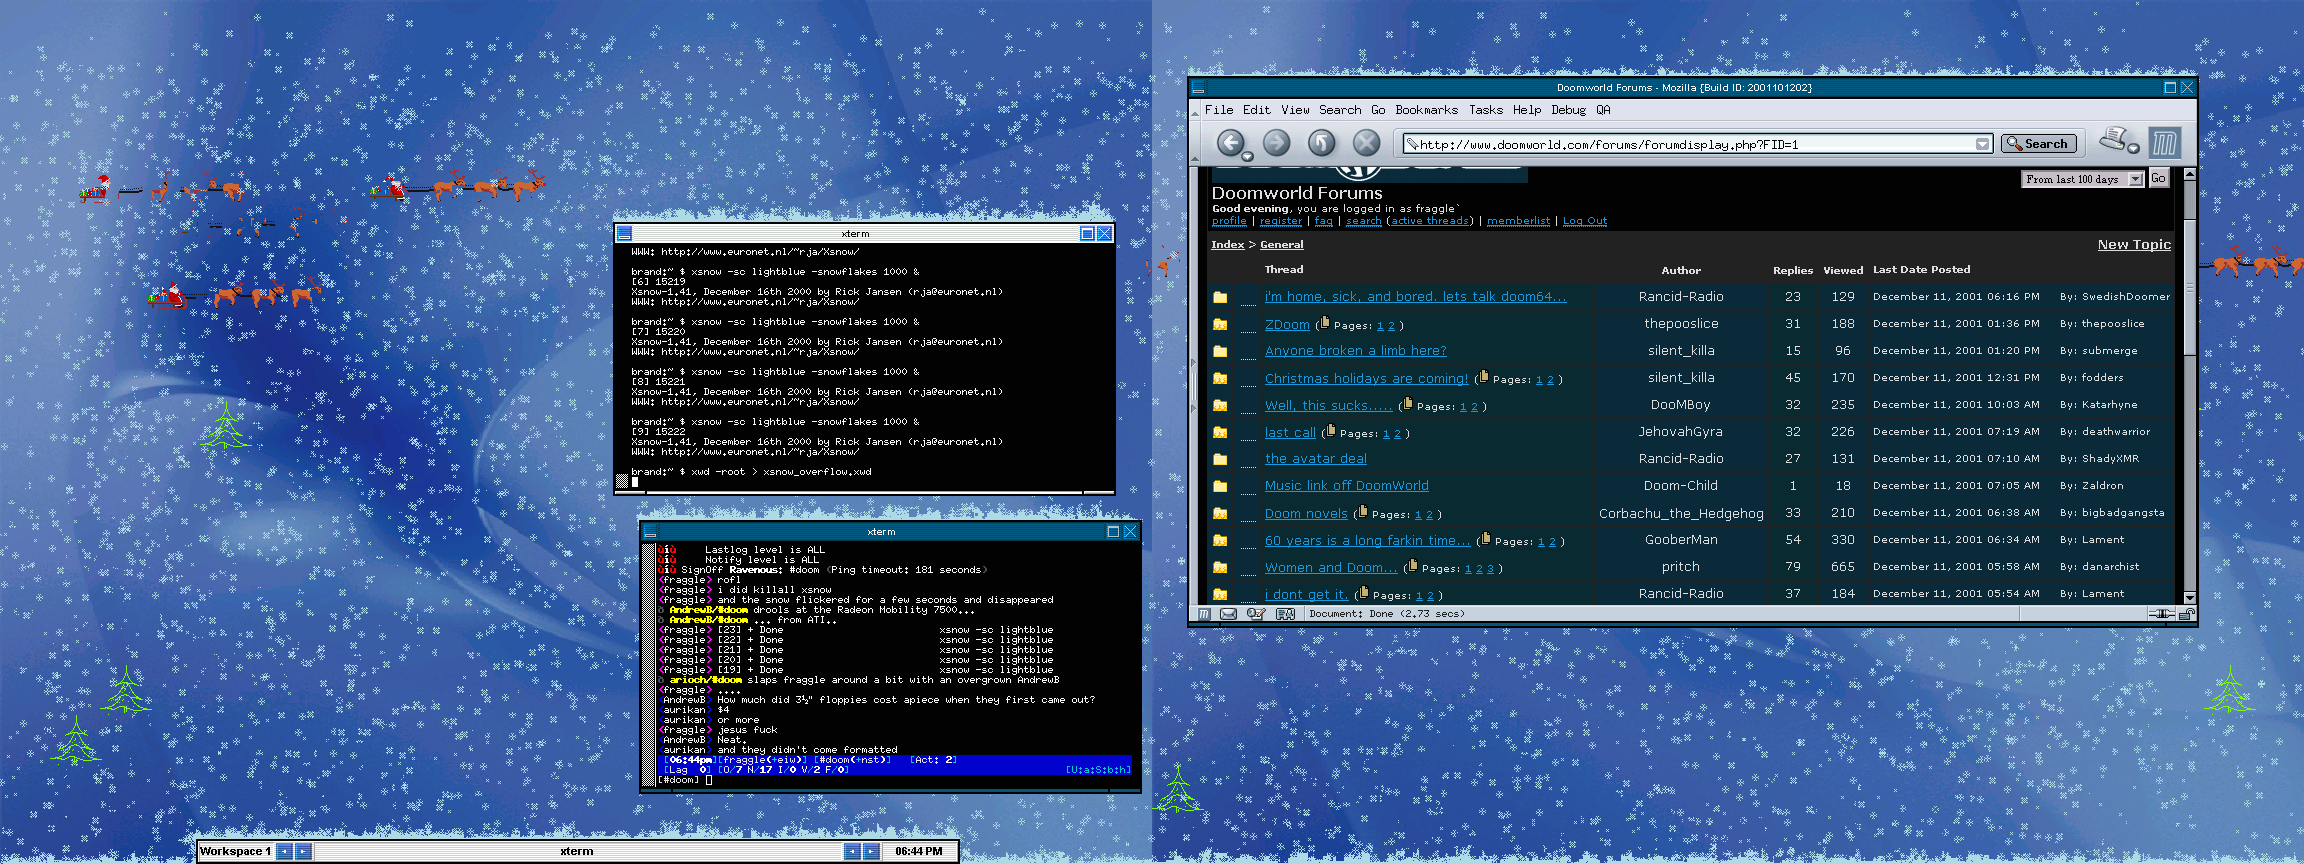 xterm
WWW: http://www.euronet.nl/~rja/Xsnow/
brand:~ $ xsnow -sc lightblue -snowflakes 1000 &
[6] 15219
Xsnow-1.41, December 16th 2000 by Rick Jansen (rja@euronet.nl)
WWW: http://www.euronet.nl/~rja/Xsnow/
brand:~ $ xsnow -sc lightblue -snowflakes 1000 &
[7] 15220
Xsnow-1.41, December 16th 2000 by Rick Jansen (rja@euronet.nl)
WWW: http://www.euronet.nl/~rja/Xsnow/
brand:~ $ xsnow -sc lightblue -snowflakes 1000 &
[8] 15221
Xsnow-1.41, December 16th 2000 by Rick Jansen (rja@euronet.nl)
WWW: http://www.euronet.nl/~rja/Xsnow/
brand:~ $ xsnow -sc lightblue -snowflakes 1000 &
[9] 15222
Xsnow-1.41, December 16th 2000 by Rick Jansen (rja@euronet.nl)
WWW: http://www.euronet.nl/~rja/Xsnow/
brand:~ $ xwd -root > xsnow_overflow.xwd
xterm
ùíù Lastlog level is ALL
ùíù Notify level is ALL
ùíù SignOff Ravenous: #doom (Ping timeout: 181 seconds)
<fraggle> rofl
<fraggle> i did killall xsnow
<fraggle> and the snow flickered for a few seconds and disappeared
AndrewB/#doom drools at the Radeon Mobility 7500...
AndrewB/#doom ... from ATI..
<fraggle> [23] + Done xsnow -sc lightblue
<fraggle> [22] + Done xsnow -sc lightblue
<fraggle> [21] + Done xsnow -sc lightblue
<fraggle> [20] + Done xsnow -sc lightblue
<fraggle> [19] + Done xsnow -sc lightblue
arioch/#doom slaps fraggle around a bit with an overgrown AndrewB
<fraggle> ....
<AndrewB> How much did 3½" floppies cost apiece when they first came out?
<aurikan> $4
<aurikan> or more
<fraggle> jesus fuck
<AndrewB> Neat.
<aurikan> and they didn't come formatted
[06:44pm][fraggle(+eiw)] [#doom(+nst)] [Act: 2]
[Lag 0] [O/7 N/17 I/0 V/2 F/0] [U:a:S:b:h]
[#doom]
Workspace 1 xterm 06:44 PM
Doomworld Forums - Mozilla {Build ID: 2001101202}
File Edit View Search Go Bookmarks Tasks Help Debug QA
http://www.doomworld.com/forums/forumdisplay.php?FID=1 Search
From last 100 days Go
Doomworld Forums
Good evening, you are logged in as fraggle`
profile | register | faq | search (active threads) | memberlist | Log Out
Index > General New Topic
Thread Author Replies Viewed Last Date Posted
i'm home, sick, and bored. lets talk doom64... Rancid-Radio 23 129 December 11, 2001 06:16 PM By: SwedishDoomer
ZDoom ( Pages: 1 2 ) thepooslice 31 188 December 11, 2001 01:36 PM By: thepooslice
Anyone broken a limb here? silent_killa 15 96 December 11, 2001 01:20 PM By: submerge
Christmas holidays are coming! ( Pages: 1 2 ) silent_killa 45 170 December 11, 2001 12:31 PM By: fodders
Well, this sucks..... ( Pages: 1 2 ) DooMBoy 32 235 December 11, 2001 10:03 AM By: Katarhyne
last call ( Pages: 1 2 ) JehovahGyra 32 226 December 11, 2001 07:19 AM By: deathwarrior
the avatar deal Rancid-Radio 27 131 December 11, 2001 07:10 AM By: ShadyXMR
Music link off DoomWorld Doom-Child 1 18 December 11, 2001 07:05 AM By: Zaldron
Doom novels ( Pages: 1 2 ) Corbachu_the_Hedgehog 33 210 December 11, 2001 06:38 AM By: bigbadgangsta
60 years is a long farkin time... ( Pages: 1 2 ) GooberMan 54 330 December 11, 2001 06:34 AM By: Lament
Women and Doom... ( Pages: 1 2 3 ) pritch 79 665 December 11, 2001 05:58 AM By: danarchist
i dont get it. ( Pages: 1 2 ) Rancid-Radio 37 184 December 11, 2001 05:54 AM By: Lament
Document: Done (2.73 secs)